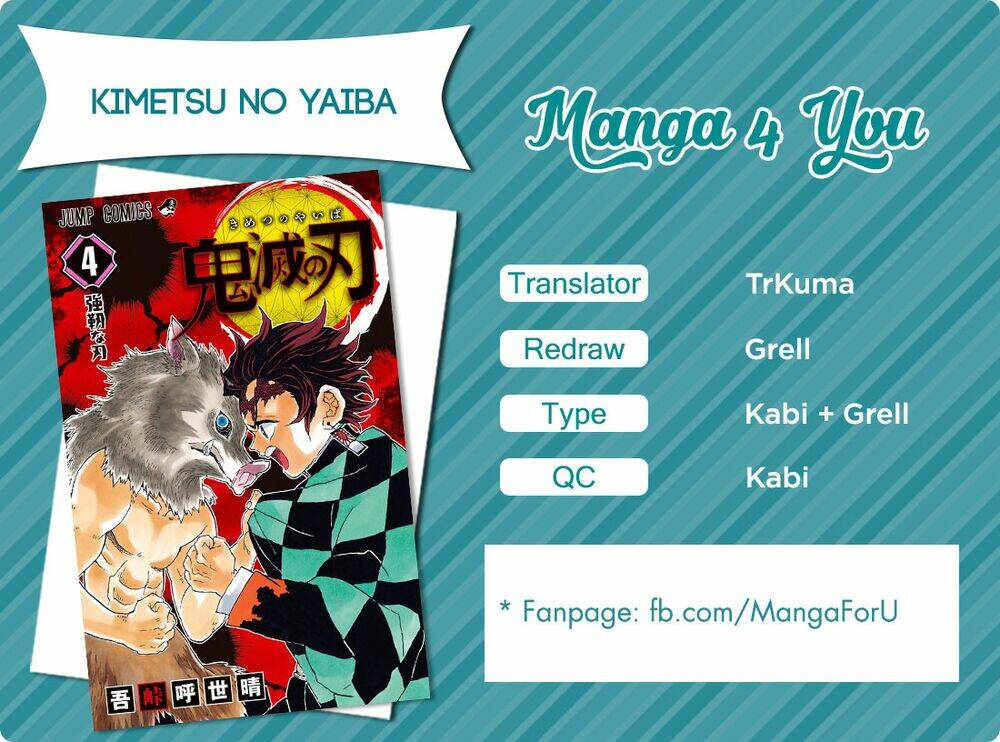 KIMETSU NO YAIBA
Manga 4 You
JUMP COMICS
4
きめつのやいば
鬼滅の刃
強靭な刃
吾峠呼世晴
Translator TrKuma
Redraw Grell
Type Kabi + Grell
QC Kabi
* Fanpage: fb.com/MangaForU